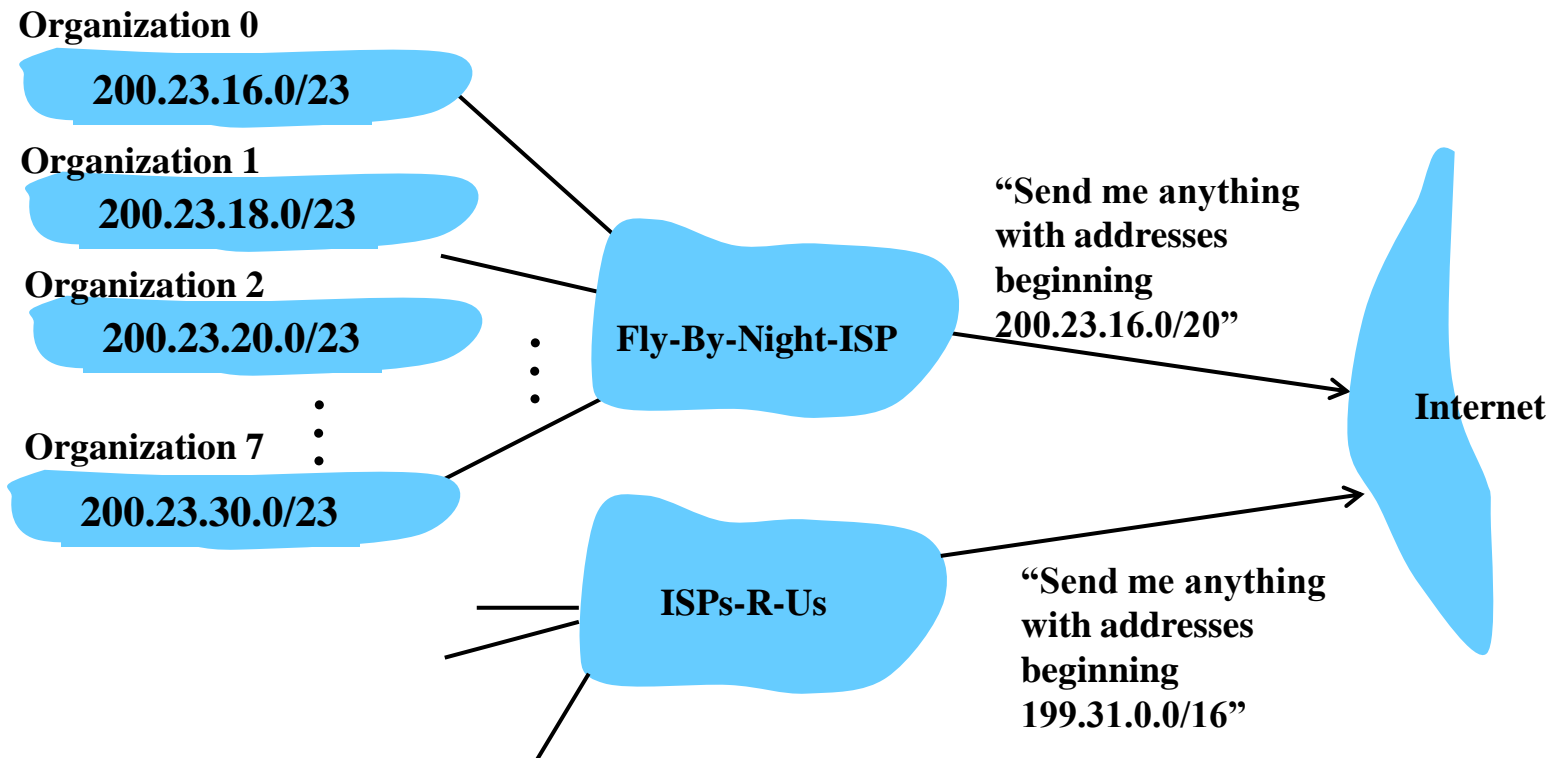 Organization 0
200.23.16.0/23
Organization 1
200.23.18.0/23
Organization 2
200.23.20.0/23
Organization 7
200.23.30.0/23
Fly-By-Night-ISP
“Send me anything
with addresses
beginning
200.23.16.0/20”
Internet
ISPs-R-Us
“Send me anything
with addresses
beginning
199.31.0.0/16”